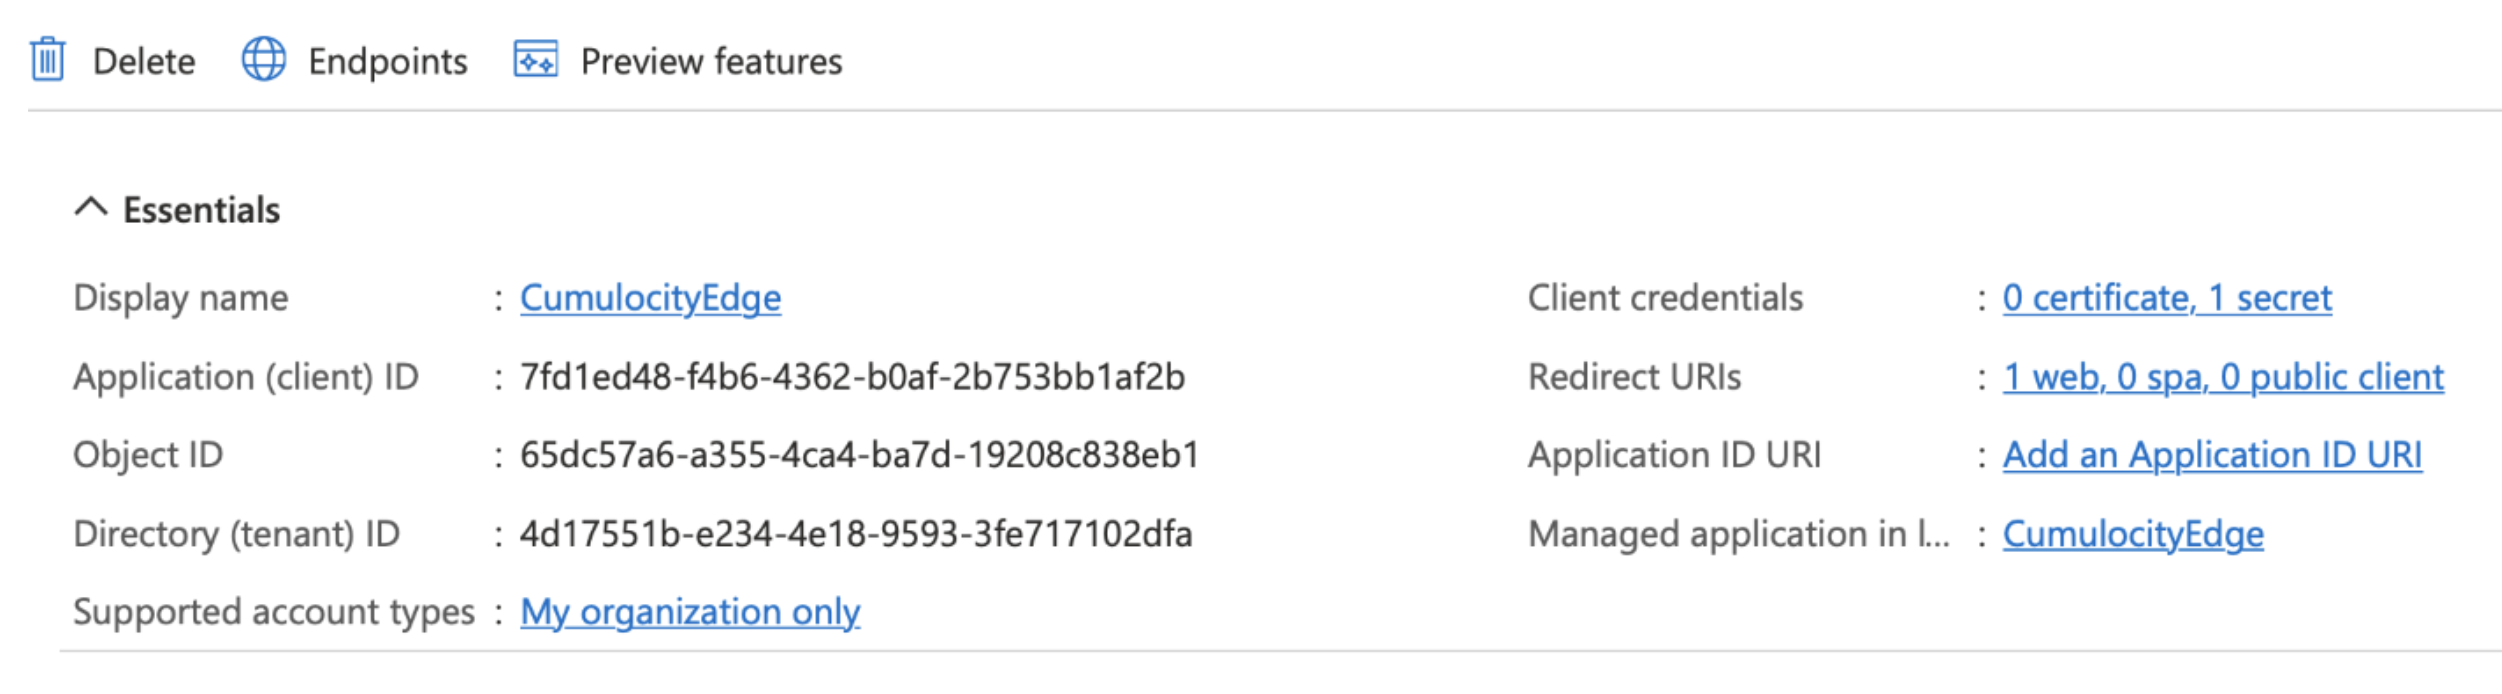 Delete Endpoints Preview features
Essentials
Display name : CumulocityEdge
Application (client) ID : 7fd1ed48-f4b6-4362-b0af-2b753bb1af2b
Object ID : 65dc57a6-a355-4ca4-ba7d-19208c838eb1
Directory (tenant) ID : 4d17551b-e234-4e18-9593-3fe717102dfa
Supported account types : My organization only
Client credentials : 0 certificate, 1 secret
Redirect URIs : 1 web, 0 spa, 0 public client
Application ID URI : Add an Application ID URI
Managed application in l... : CumulocityEdge